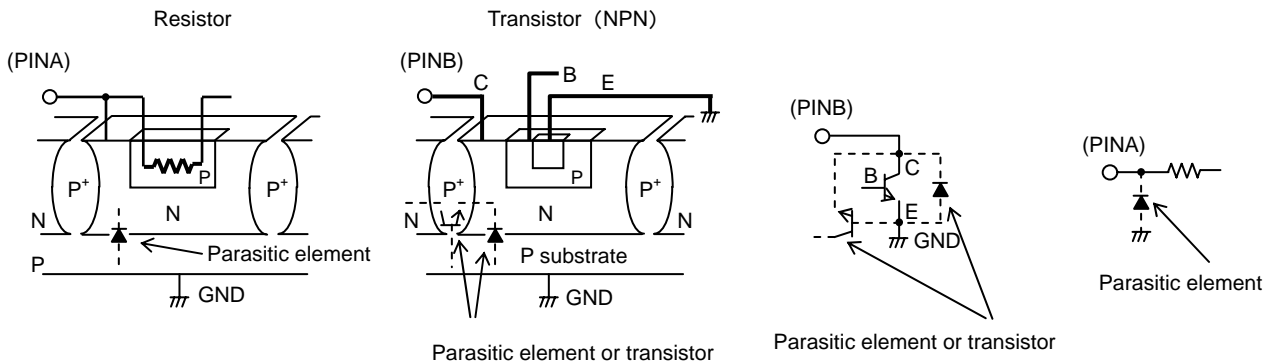 Resistor
(PINA)
P+
P
P+
N
N
Parasitic element
P
GND
Transistor（NPN）
(PINB)
C
B
E
P+
P
P+
N
N
N
P substrate
GND
Parasitic element or transistor
(PINB)
C
B
E
GND
Parasitic element or transistor
(PINA)
Parasitic element